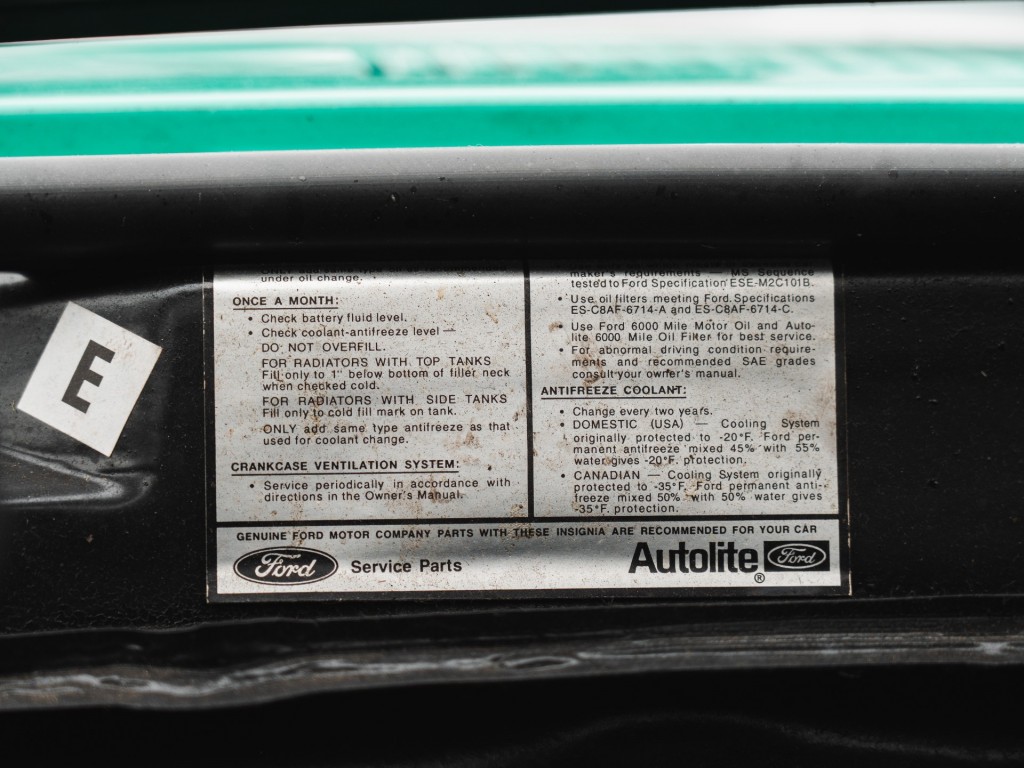 E
under oil change.
ONCE A MONTH:
• Check battery fluid level.
• Check coolant-antifreeze level —
DO NOT OVERFILL.
FOR RADIATORS WITH TOP TANKS
Fill only to 1" below bottom of filler neck
when checked cold.
FOR RADIATORS WITH SIDE TANKS
Fill only to cold fill mark on tank.
ONLY add same type antifreeze as that
used for coolant change.
CRANKCASE VENTILATION SYSTEM:
• Service periodically in accordance with
directions in the Owner's Manual.
maker's requirements — MS Sequence
tested to Ford Specification ESE-M2C101B.
• Use oil filters meeting Ford Specifications
ES-C8AF-6714-A and ES-C8AF-6714-C.
• Use Ford 6000 Mile Motor Oil and Auto-
lite 6000 Mile Oil Filter for best service.
• For abnormal driving condition require-
ments and recommended SAE grades
consult your owner's manual.
ANTIFREEZE COOLANT:
• Change every two years.
• DOMESTIC (USA) — Cooling System
originally protected to -20°F. Ford per-
manent antifreeze mixed 45% with 55%
water gives -20°F. protection.
• CANADIAN — Cooling System originally
protected to -35°F. Ford permanent anti-
freeze mixed 50% with 50% water gives
-35°F. protection.
GENUINE FORD MOTOR COMPANY PARTS WITH THESE INSIGNIA ARE RECOMMENDED FOR YOUR CAR
Ford Service Parts
Autolite® Ford